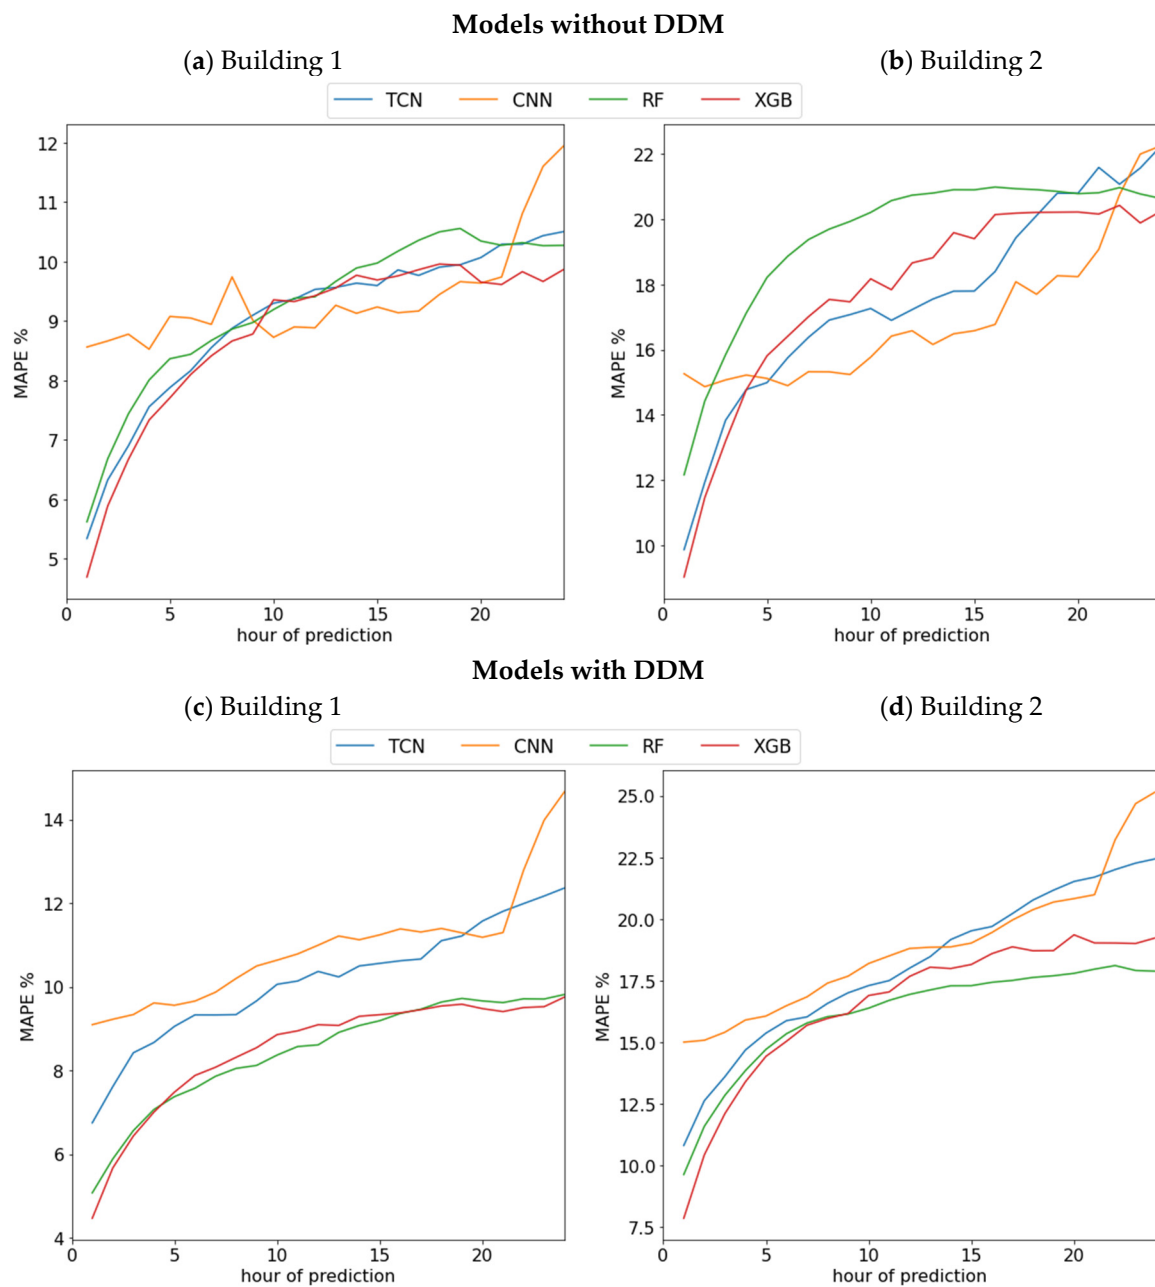 Models without DDM
(a) Building 1
(b) Building 2
TCN CNN RF XGB
12
11
10
9
8
7
6
5
MAPE %
0 5 10 15 20
hour of prediction
22
20
18
16
14
12
10
MAPE %
0 5 10 15 20
hour of prediction
Models with DDM
(c) Building 1
(d) Building 2
TCN CNN RF XGB
14
12
10
8
6
4
MAPE %
0 5 10 15 20
hour of prediction
25.0
22.5
20.0
17.5
15.0
12.5
10.0
7.5
MAPE %
0 5 10 15 20
hour of prediction